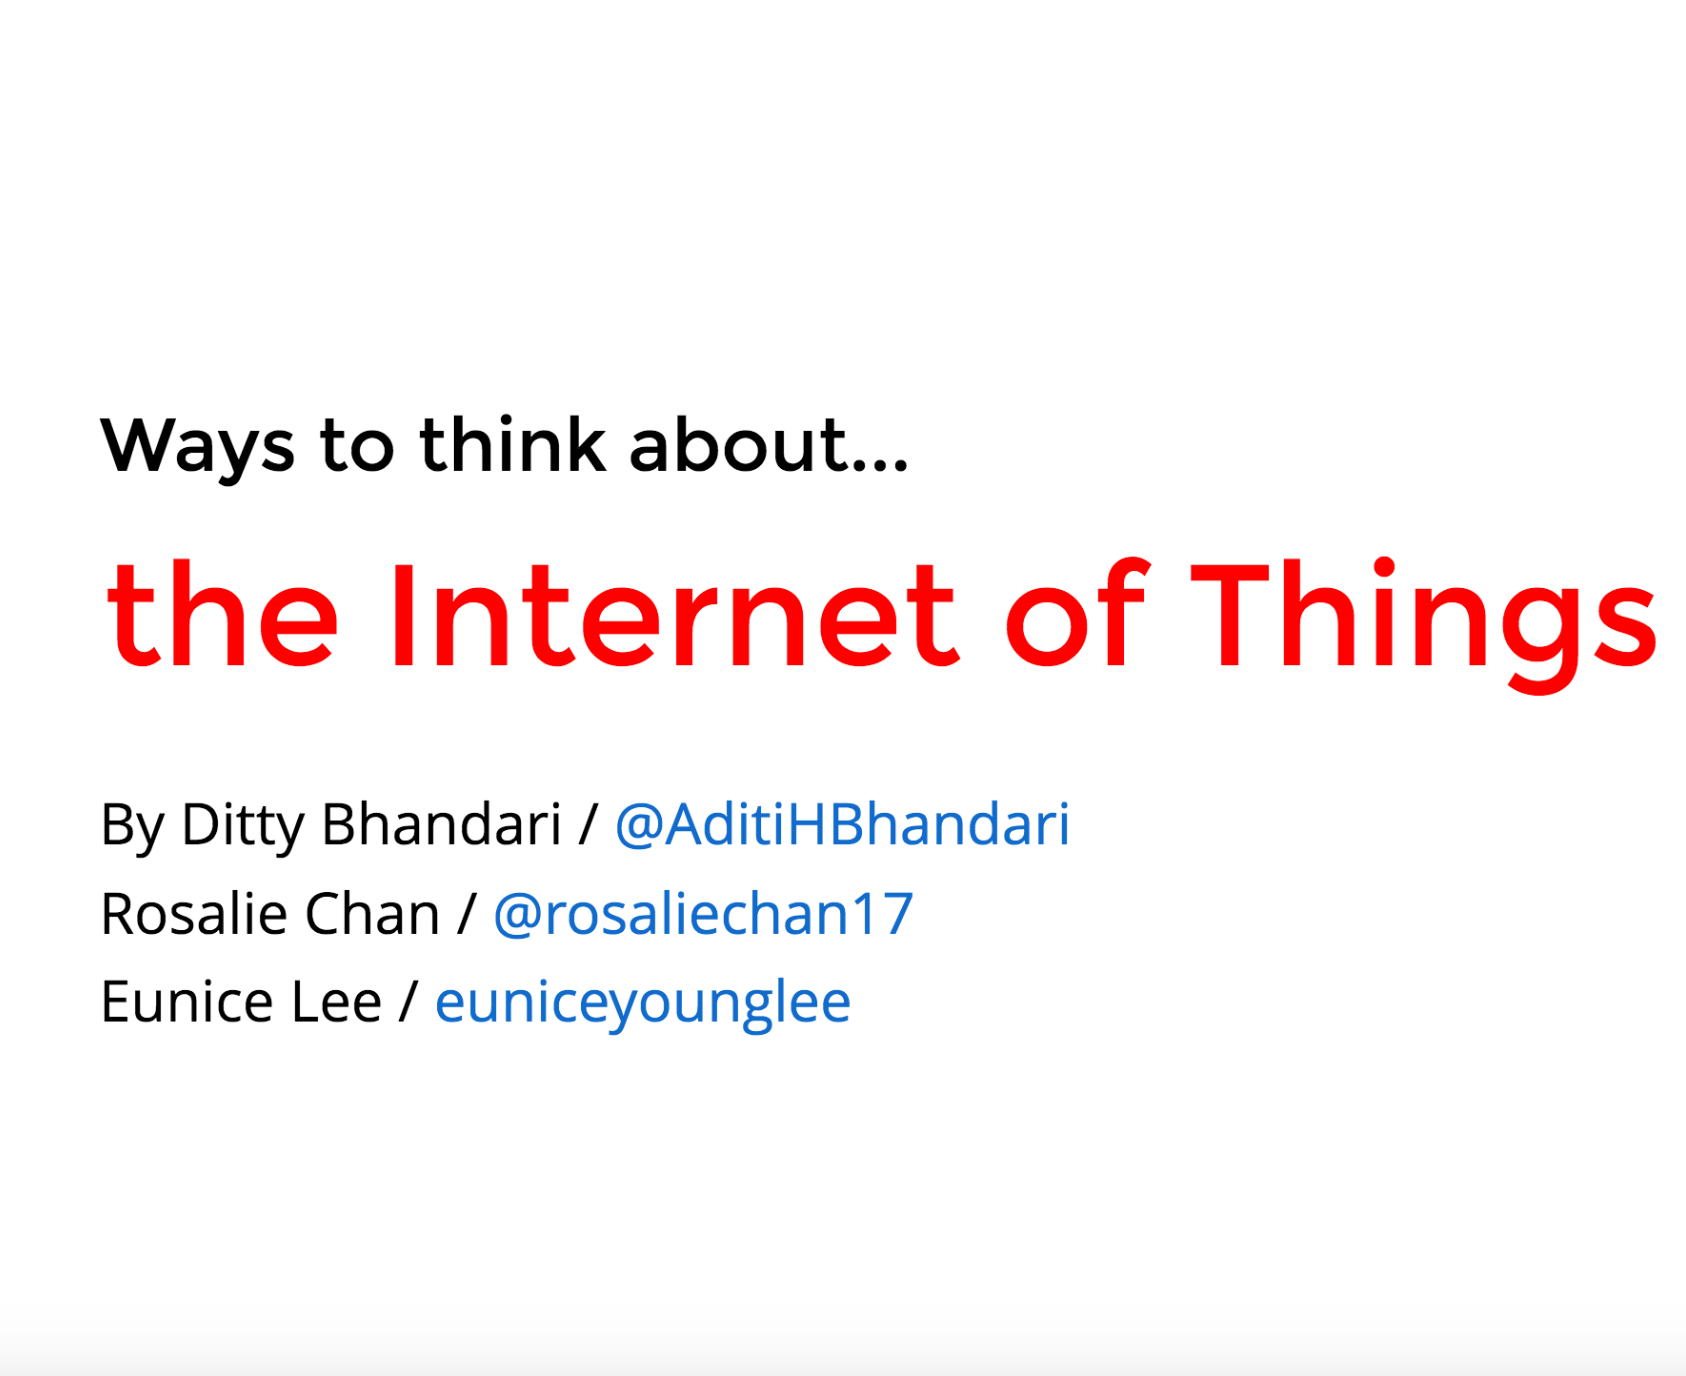 Ways to think about...
the Internet of Things
By Ditty Bhandari / @AditiHBhandari
Rosalie Chan / @rosaliechan17
Eunice Lee / euniceyounglee